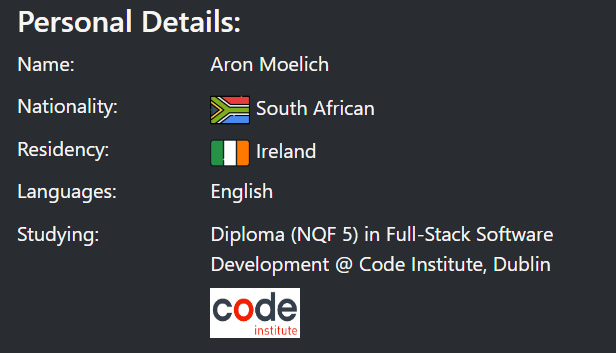 Personal Details:
Name: Aron Moelich
Nationality: South African
Residency: Ireland
Languages: English
Studying: Diploma (NQF 5) in Full-Stack Software
Development @ Code Institute, Dublin
code
institute